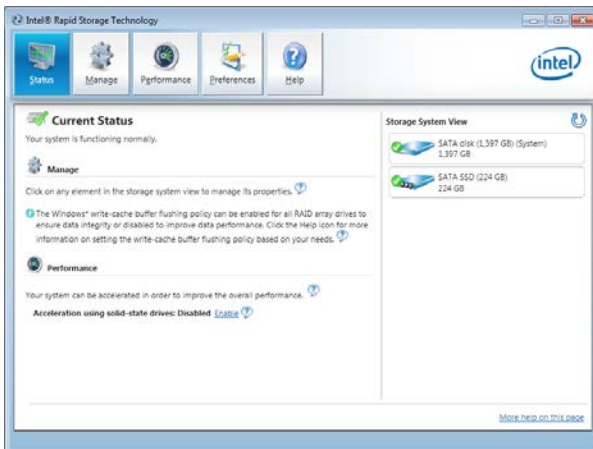 Intel® Rapid Storage Technology
Status
Manage
Performance
Preferences
Help
intel
Current Status
Your system is functioning normally.
Manage
Click on any element in the storage system view to manage its properties.
The Windows* write-cache buffer flushing policy can be enabled for all RAID array drives to
ensure data integrity or disabled to improve data performance. Click the Help icon for more
information on setting the write-cache buffer flushing policy based on your needs.
Performance
Your system can be accelerated in order to improve the overall performance.
Acceleration using solid-state drives: Disabled Enable
Storage System View
SATA disk (1,397 GB) (System)
1,397 GB
SATA SSD (224 GB)
224 GB
More help on this page